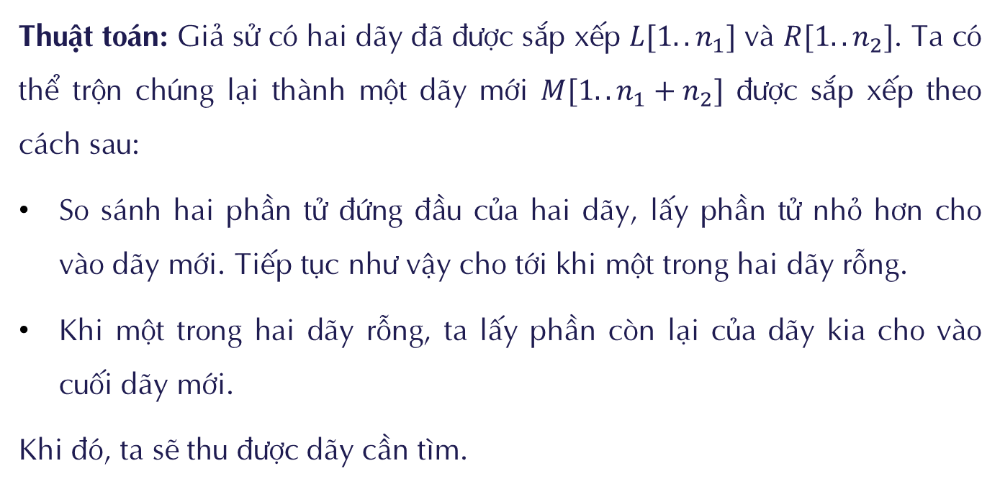 Thuật toán: Giả sử có hai dãy đã được sắp xếp L[1..n₁] và R[1..n₂]. Ta có
thể trộn chúng lại thành một dãy mới M[1..n₁ + n₂] được sắp xếp theo
cách sau:
• So sánh hai phần tử đứng đầu của hai dãy, lấy phần tử nhỏ hơn cho
vào dãy mới. Tiếp tục như vậy cho tới khi một trong hai dãy rỗng.
• Khi một trong hai dãy rỗng, ta lấy phần còn lại của dãy kia cho vào
cuối dãy mới.
Khi đó, ta sẽ thu được dãy cần tìm.